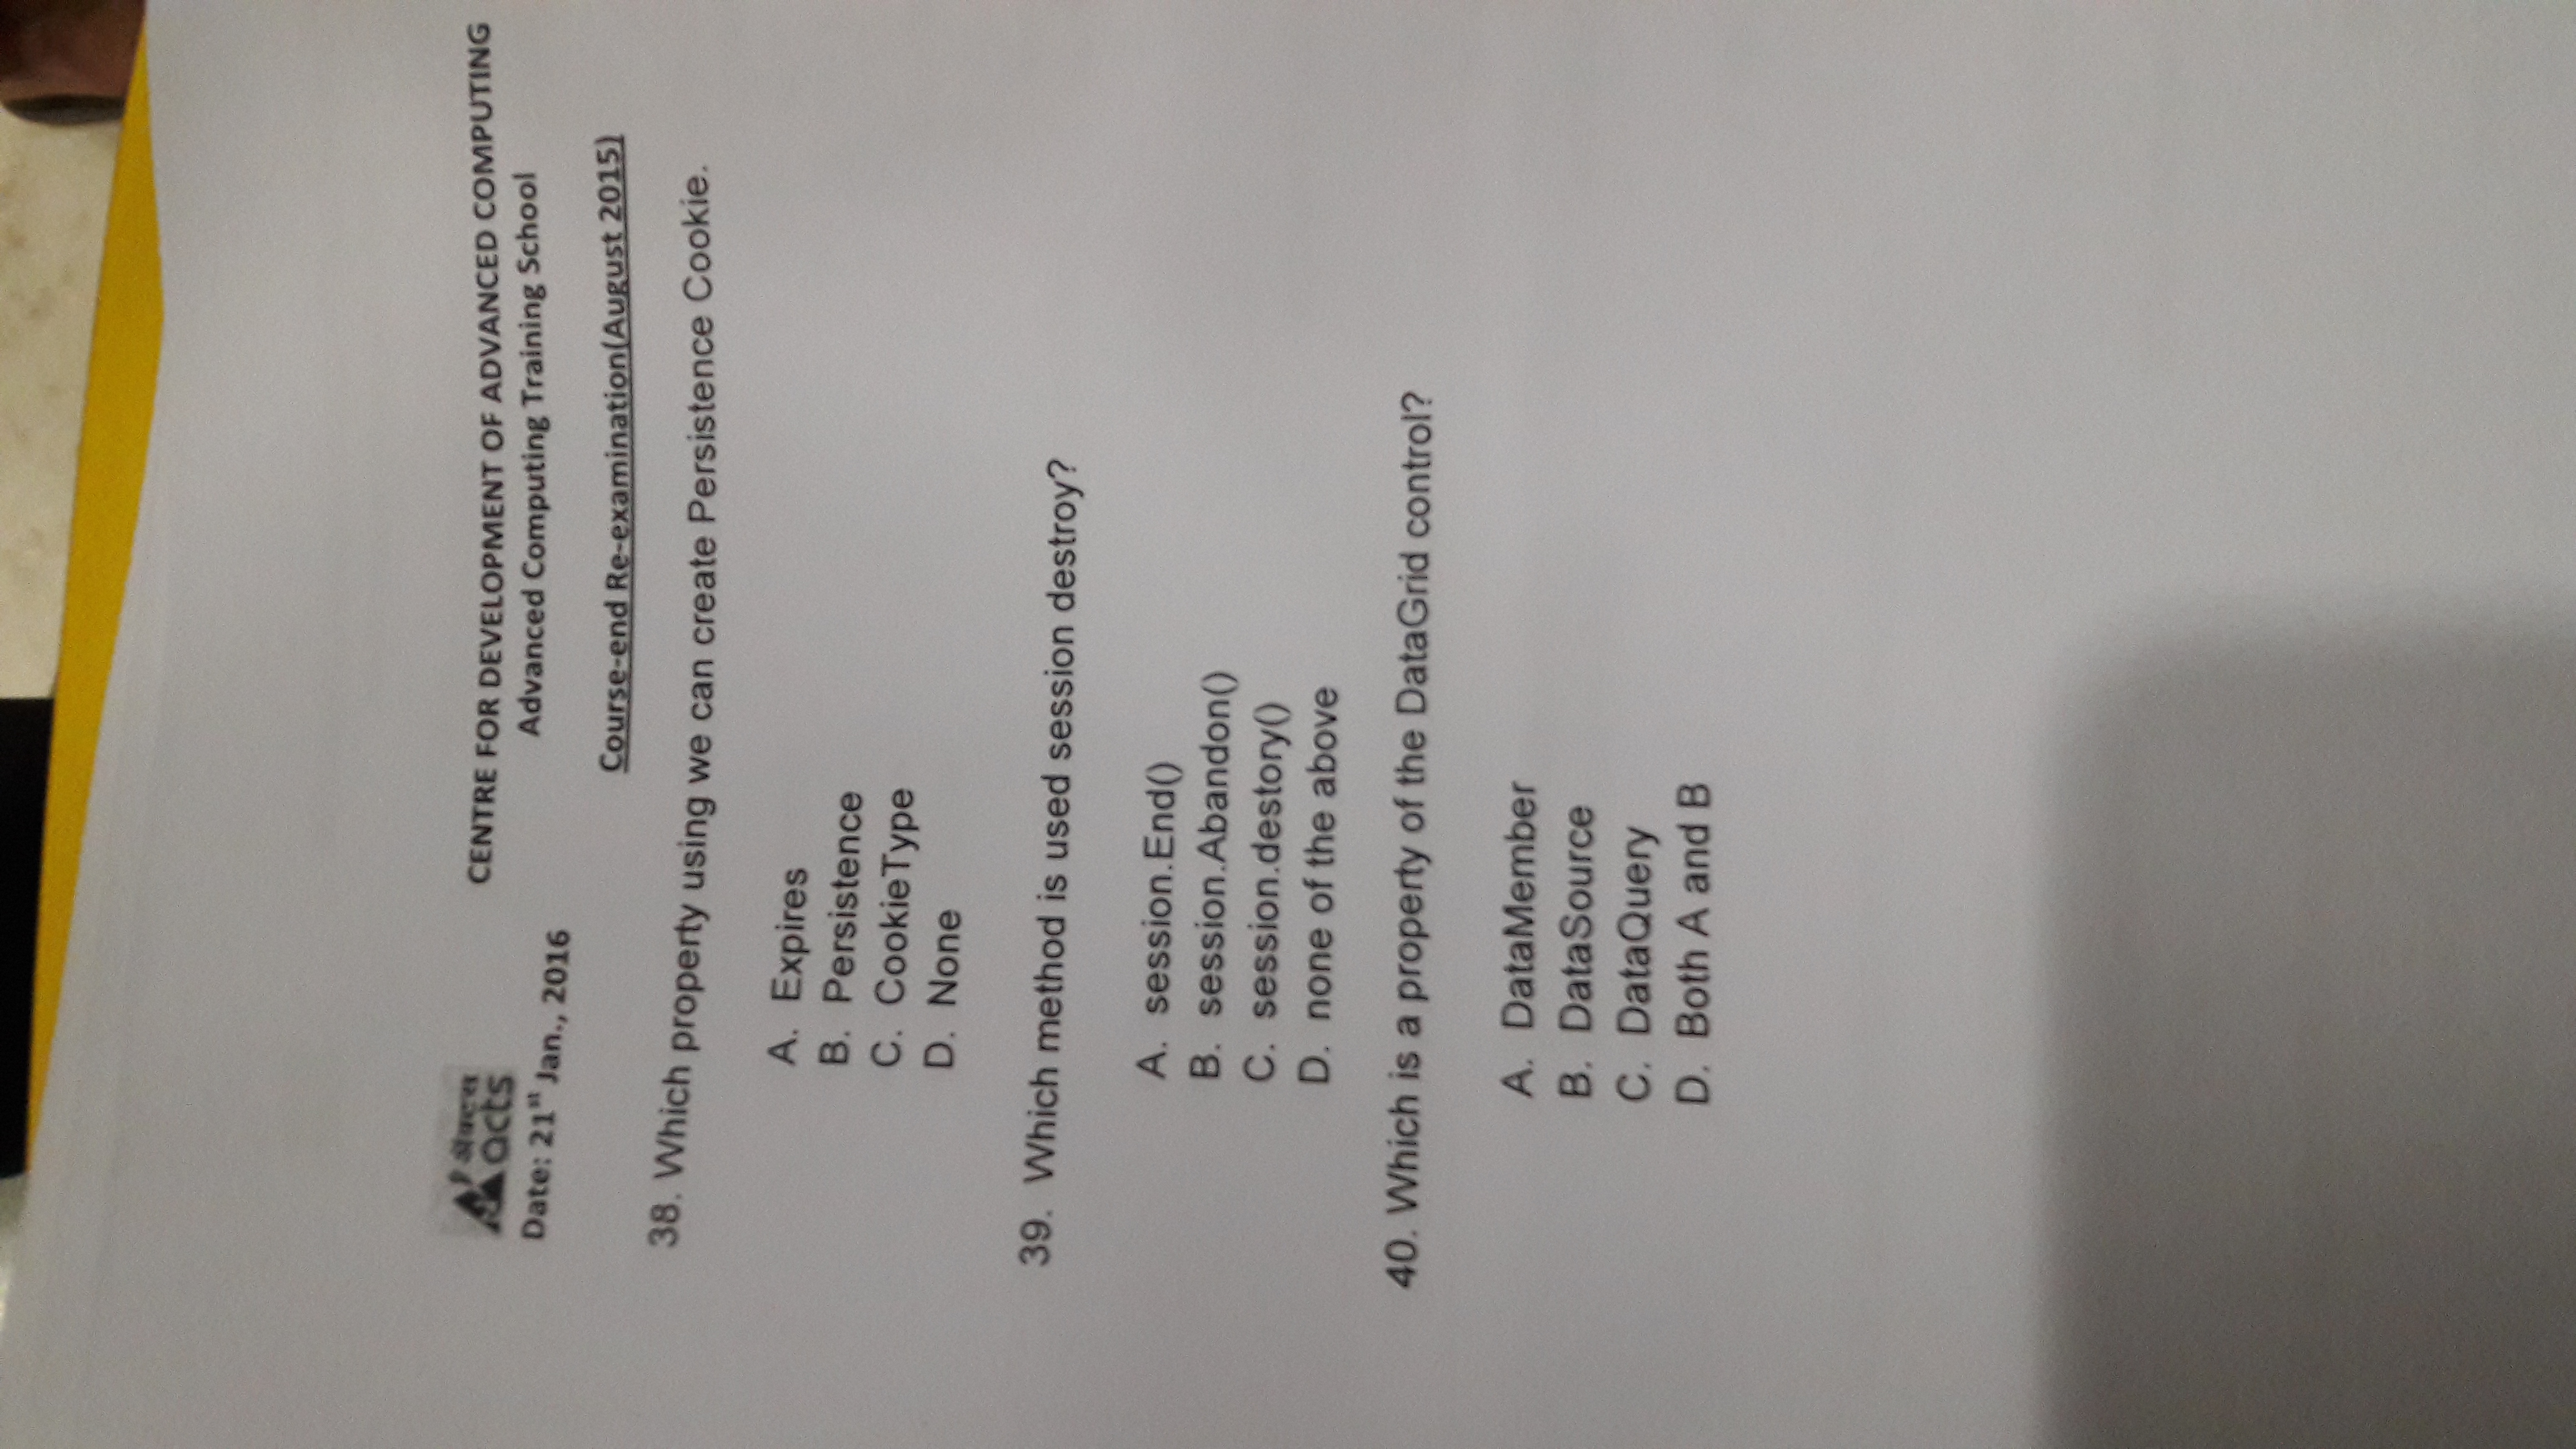 ऐक्टस
acts
CENTRE FOR DEVELOPMENT OF ADVANCED COMPUTING
Advanced Computing Training School
Date: 21st Jan., 2016
Course-end Re-examination(August 2015)
38. Which property using we can create Persistence Cookie.
A. Expires
B. Persistence
C. CookieType
D. None
39. Which method is used session destroy?
A. session.End()
B. session.Abandon()
C. session.destory()
D. none of the above
40. Which is a property of the DataGrid control?
A. DataMember
B. DataSource
C. DataQuery
D. Both A and B